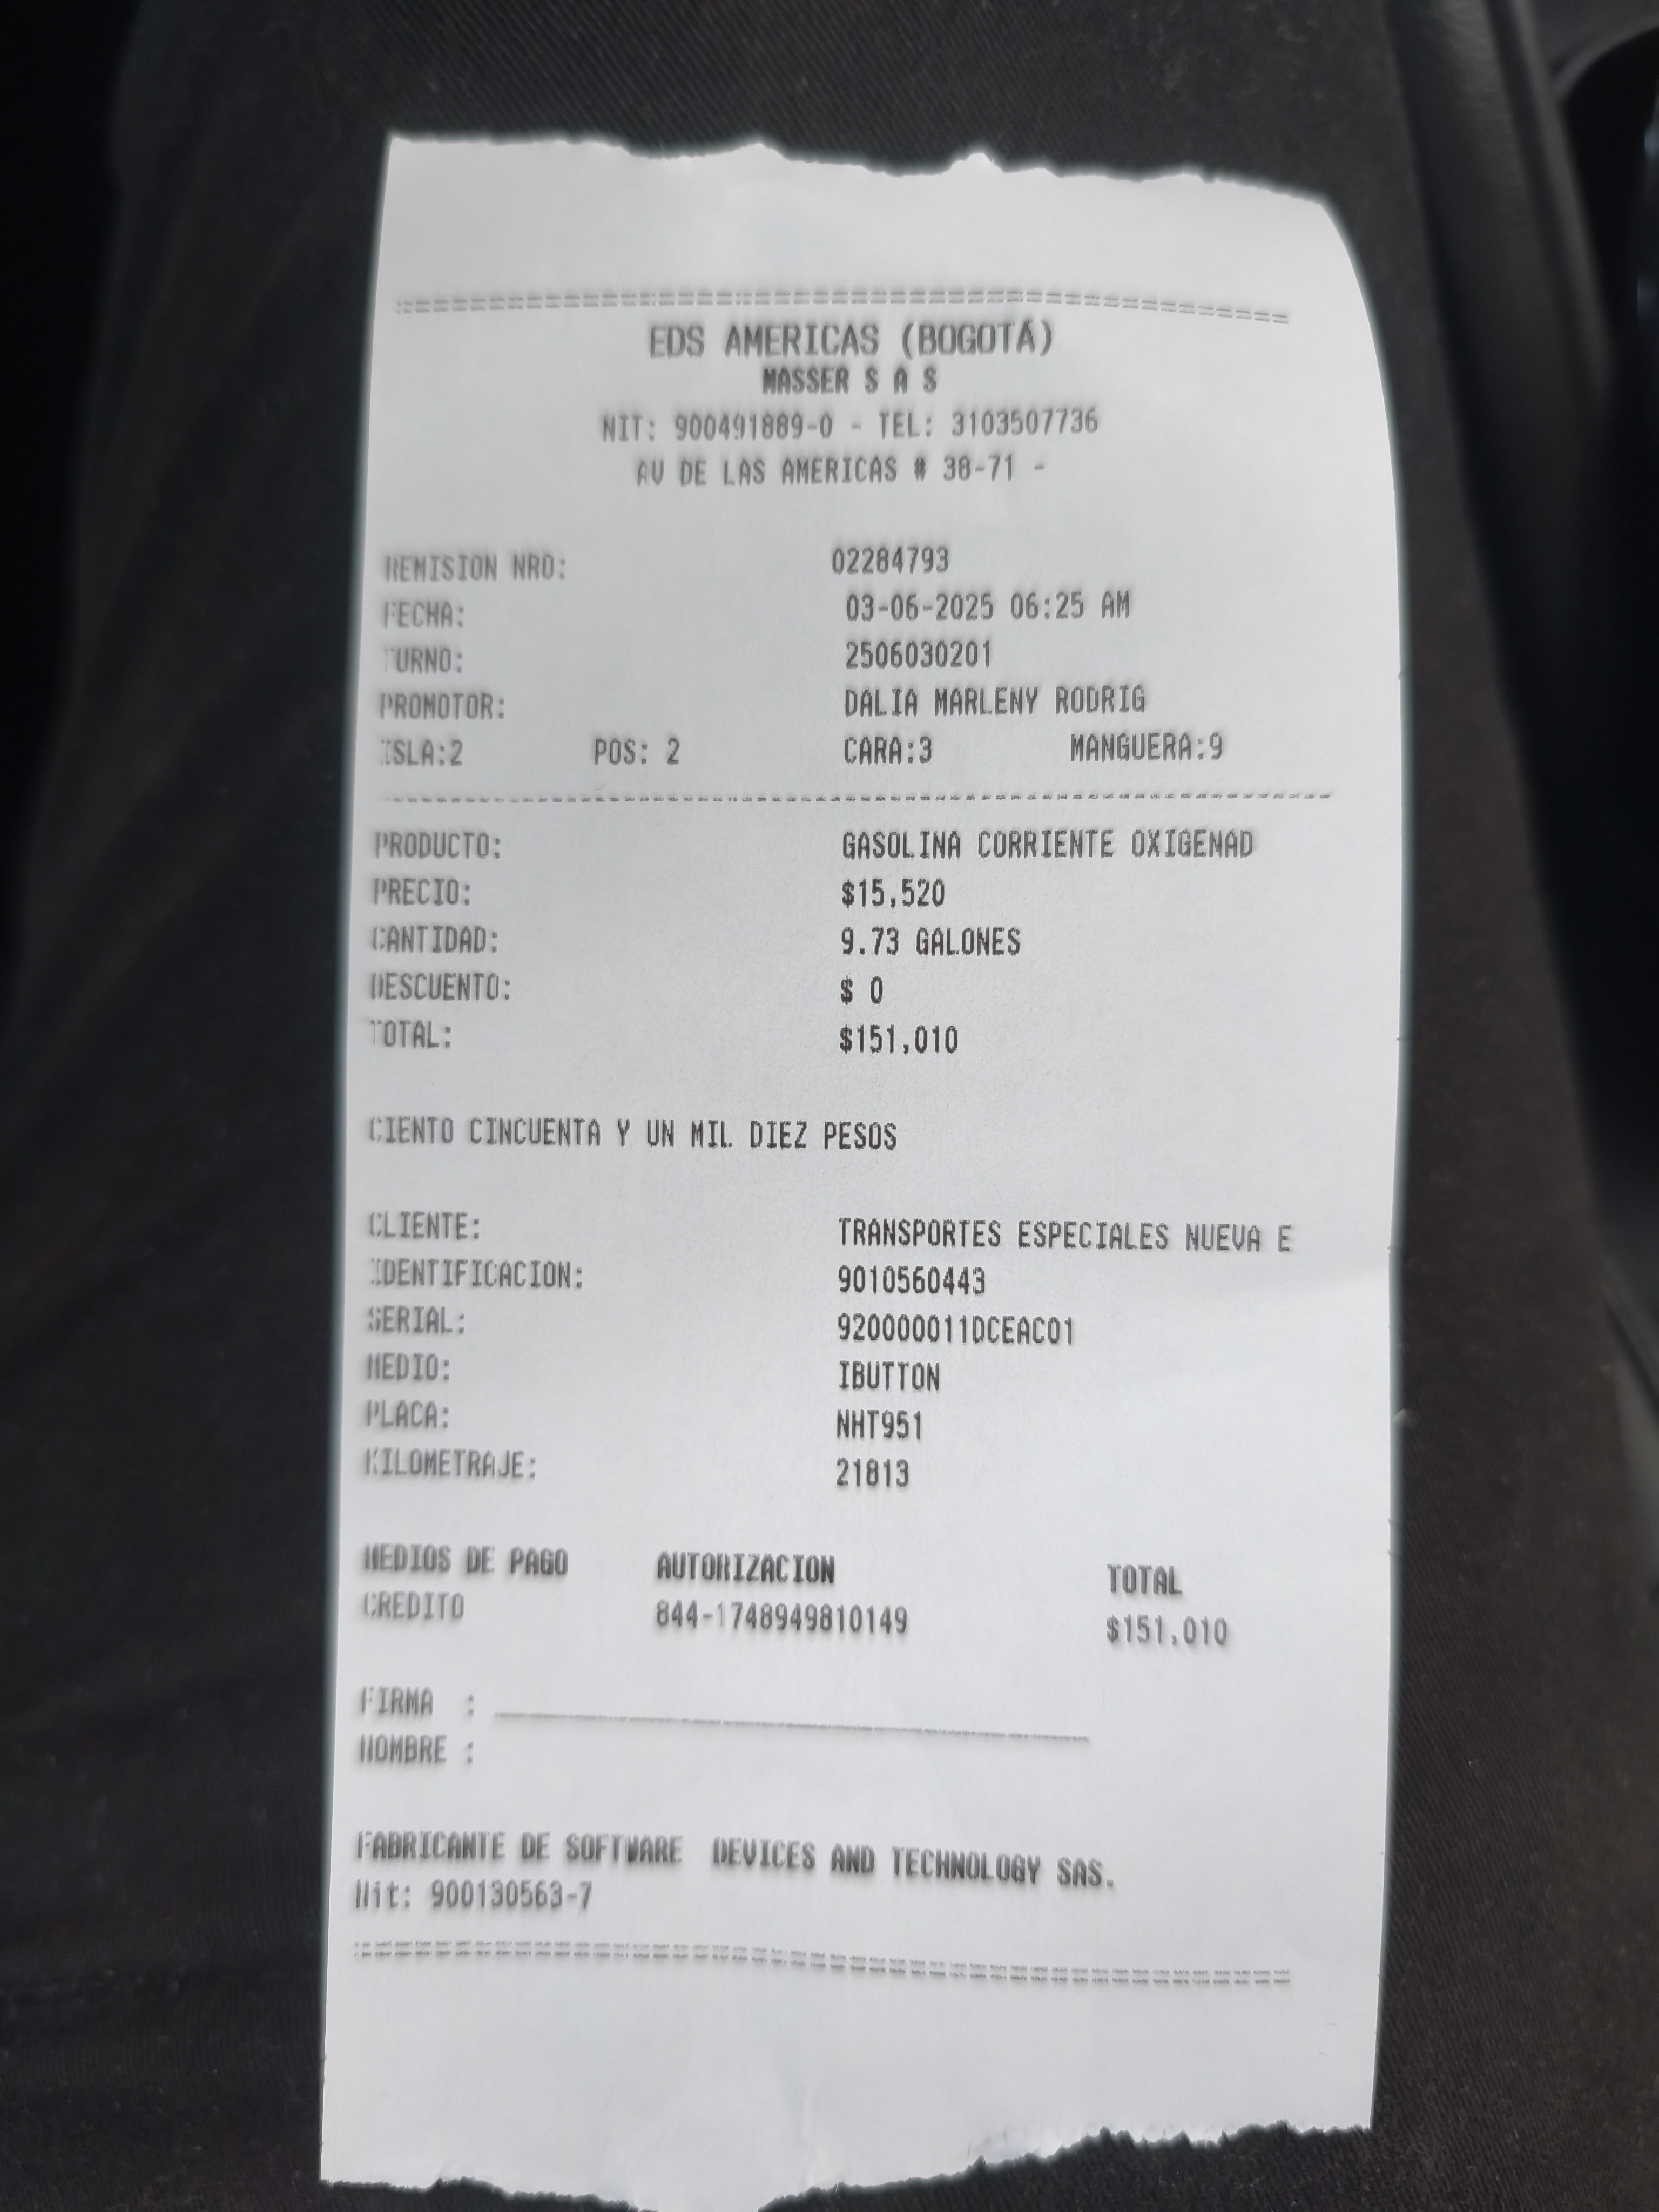 ================================================
EDS AMERICAS (BOGOTÁ)
MASSER S A S
NIT: 900491889-0 - TEL: 3103507736
AV DE LAS AMERICAS # 38-71 -
REMISION NRO: 02284793
FECHA: 03-06-2025 06:25 AM
TURNO: 2506030201
PROMOTOR: DALIA MARLENY RODRIG
ISLA:2 POS: 2 CARA:3 MANGUERA:9
------------------------------------------------
PRODUCTO: GASOLINA CORRIENTE OXIGENAD
PRECIO: $15,520
CANTIDAD: 9.73 GALONES
DESCUENTO: $ 0
TOTAL: $151,010
CIENTO CINCUENTA Y UN MIL DIEZ PESOS
CLIENTE: TRANSPORTES ESPECIALES NUEVA E
IDENTIFICACION: 9010560443
SERIAL: 920000011DCEAC01
MEDIO: IBUTTON
PLACA: NHT951
KILOMETRAJE: 21813
MEDIOS DE PAGO AUTORIZACION TOTAL
CREDITO 844-1748949810149 $151,010
FIRMA : ________________________________
NOMBRE :
FABRICANTE DE SOFTWARE DEVICES AND TECHNOLOGY SAS.
Nit: 900130563-7
================================================